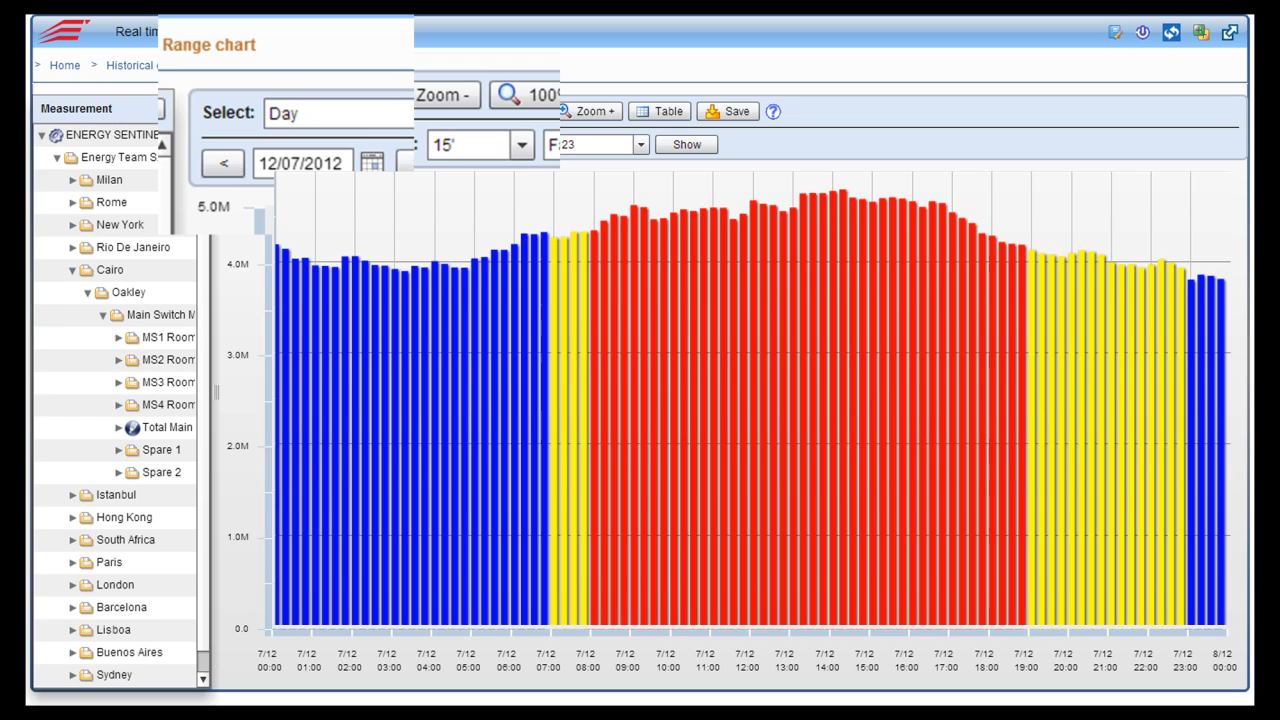 Real tim
Range chart
> Home > Historical
Measurement
Select: Day
Zoom - 100%
Zoom + Table Save
< 12/07/2012
15'
F 23 Show
ENERGY SENTINE
Energy Team S
Milan
Rome
New York
Rio De Janeiro
Cairo
Oakley
Main Switch M
MS1 Room
MS2 Room
MS3 Room
MS4 Room
Total Main
Spare 1
Spare 2
Istanbul
Hong Kong
South Africa
Paris
London
Barcelona
Lisboa
Buenos Aires
Sydney
5.0M
4.0M
3.0M
2.0M
1.0M
0.0
7/12 7/12 7/12 7/12 7/12 7/12 7/12 7/12 7/12 7/12 7/12 7/12 7/12 7/12 7/12 7/12 7/12 7/12 7/12 7/12 7/12 7/12 7/12 7/12 8/12
00:00 01:00 02:00 03:00 04:00 05:00 06:00 07:00 08:00 09:00 10:00 11:00 12:00 13:00 14:00 15:00 16:00 17:00 18:00 19:00 20:00 21:00 22:00 23:00 00:00